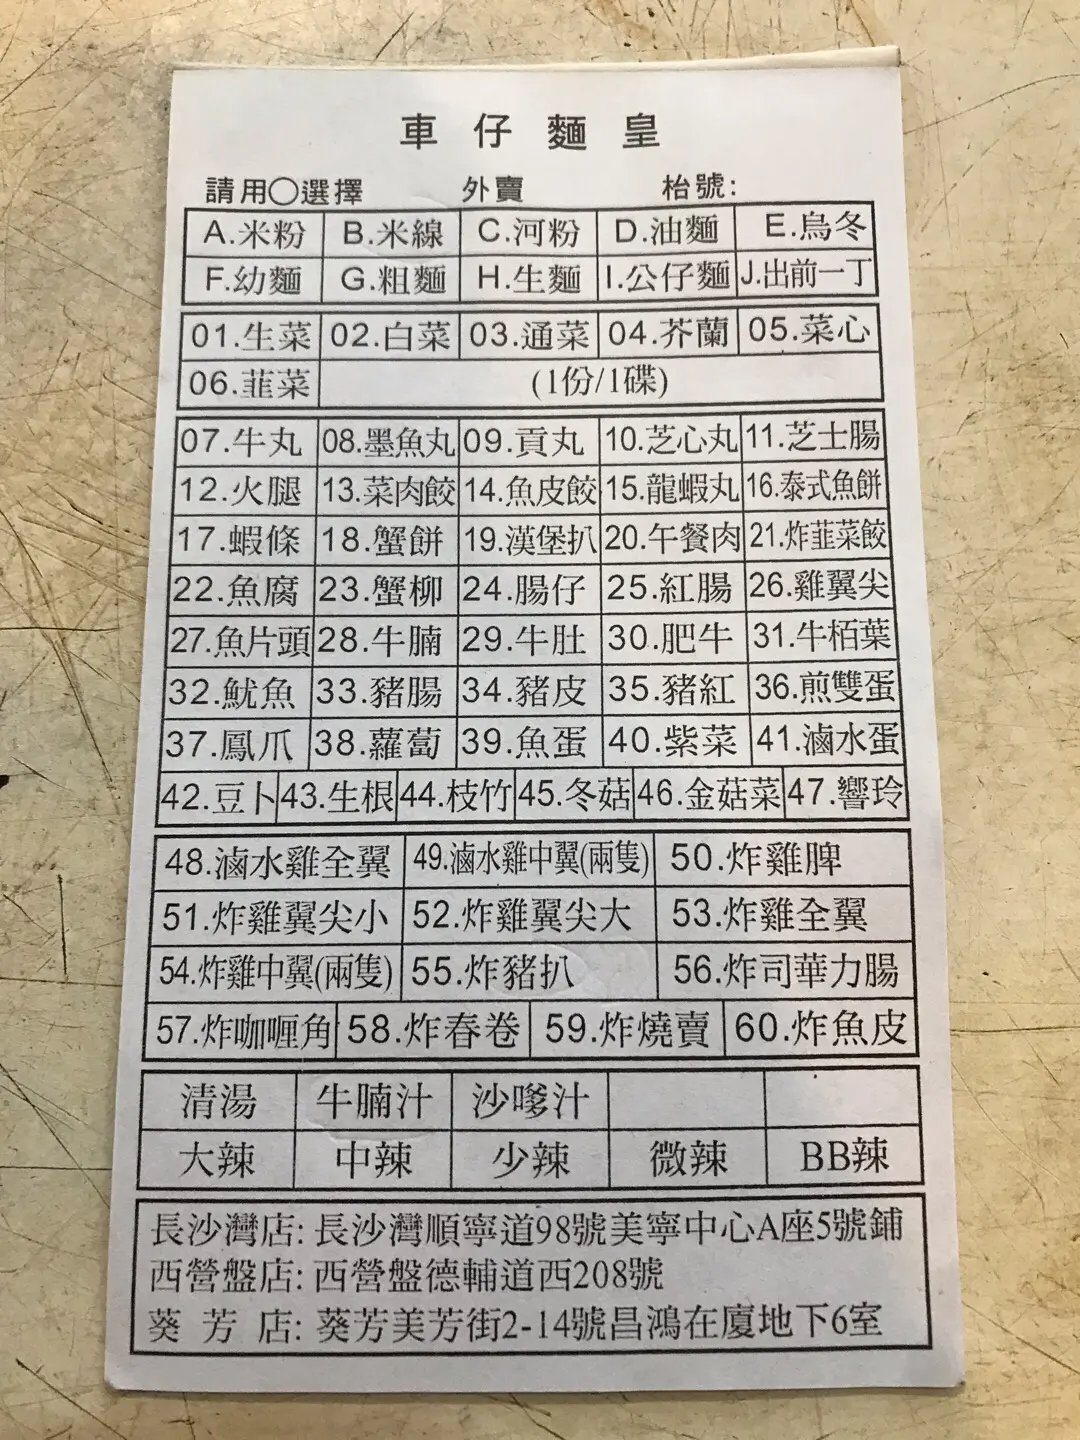 車仔麵皇
請用○選擇 外賣 枱號:
A.米粉 B.米線 C.河粉 D.油麵 E.烏冬
F.幼麵 G.粗麵 H.生麵 I.公仔麵 J.出前一丁
01.生菜 02.白菜 03.通菜 04.芥蘭 05.菜心
06.韮菜 (1份/1碟)
07.牛丸 08.墨魚丸 09.貢丸 10.芝心丸 11.芝士腸
12.火腿 13.菜肉餃 14.魚皮餃 15.龍蝦丸 16.泰式魚餅
17.蝦條 18.蟹餅 19.漢堡扒 20.午餐肉 21.炸韮菜餃
22.魚腐 23.蟹柳 24.腸仔 25.紅腸 26.雞翼尖
27.魚片頭 28.牛腩 29.牛肚 30.肥牛 31.牛栢葉
32.魷魚 33.豬腸 34.豬皮 35.豬紅 36.煎雙蛋
37.鳳爪 38.蘿蔔 39.魚蛋 40.紫菜 41.滷水蛋
42.豆卜 43.生根 44.枝竹 45.冬菇 46.金菇菜 47.響玲
48.滷水雞全翼 49.滷水雞中翼(兩隻) 50.炸雞脾
51.炸雞翼尖小 52.炸雞翼尖大 53.炸雞全翼
54.炸雞中翼(兩隻) 55.炸豬扒 56.炸司華力腸
57.炸咖喱角 58.炸春卷 59.炸燒賣 60.炸魚皮
清湯 牛腩汁 沙嗲汁
大辣 中辣 少辣 微辣 BB辣
長沙灣店: 長沙灣順寧道98號美寧中心A座5號鋪
西營盤店: 西營盤德輔道西208號
葵芳店: 葵芳美芳街2-14號昌鴻在廈地下6室